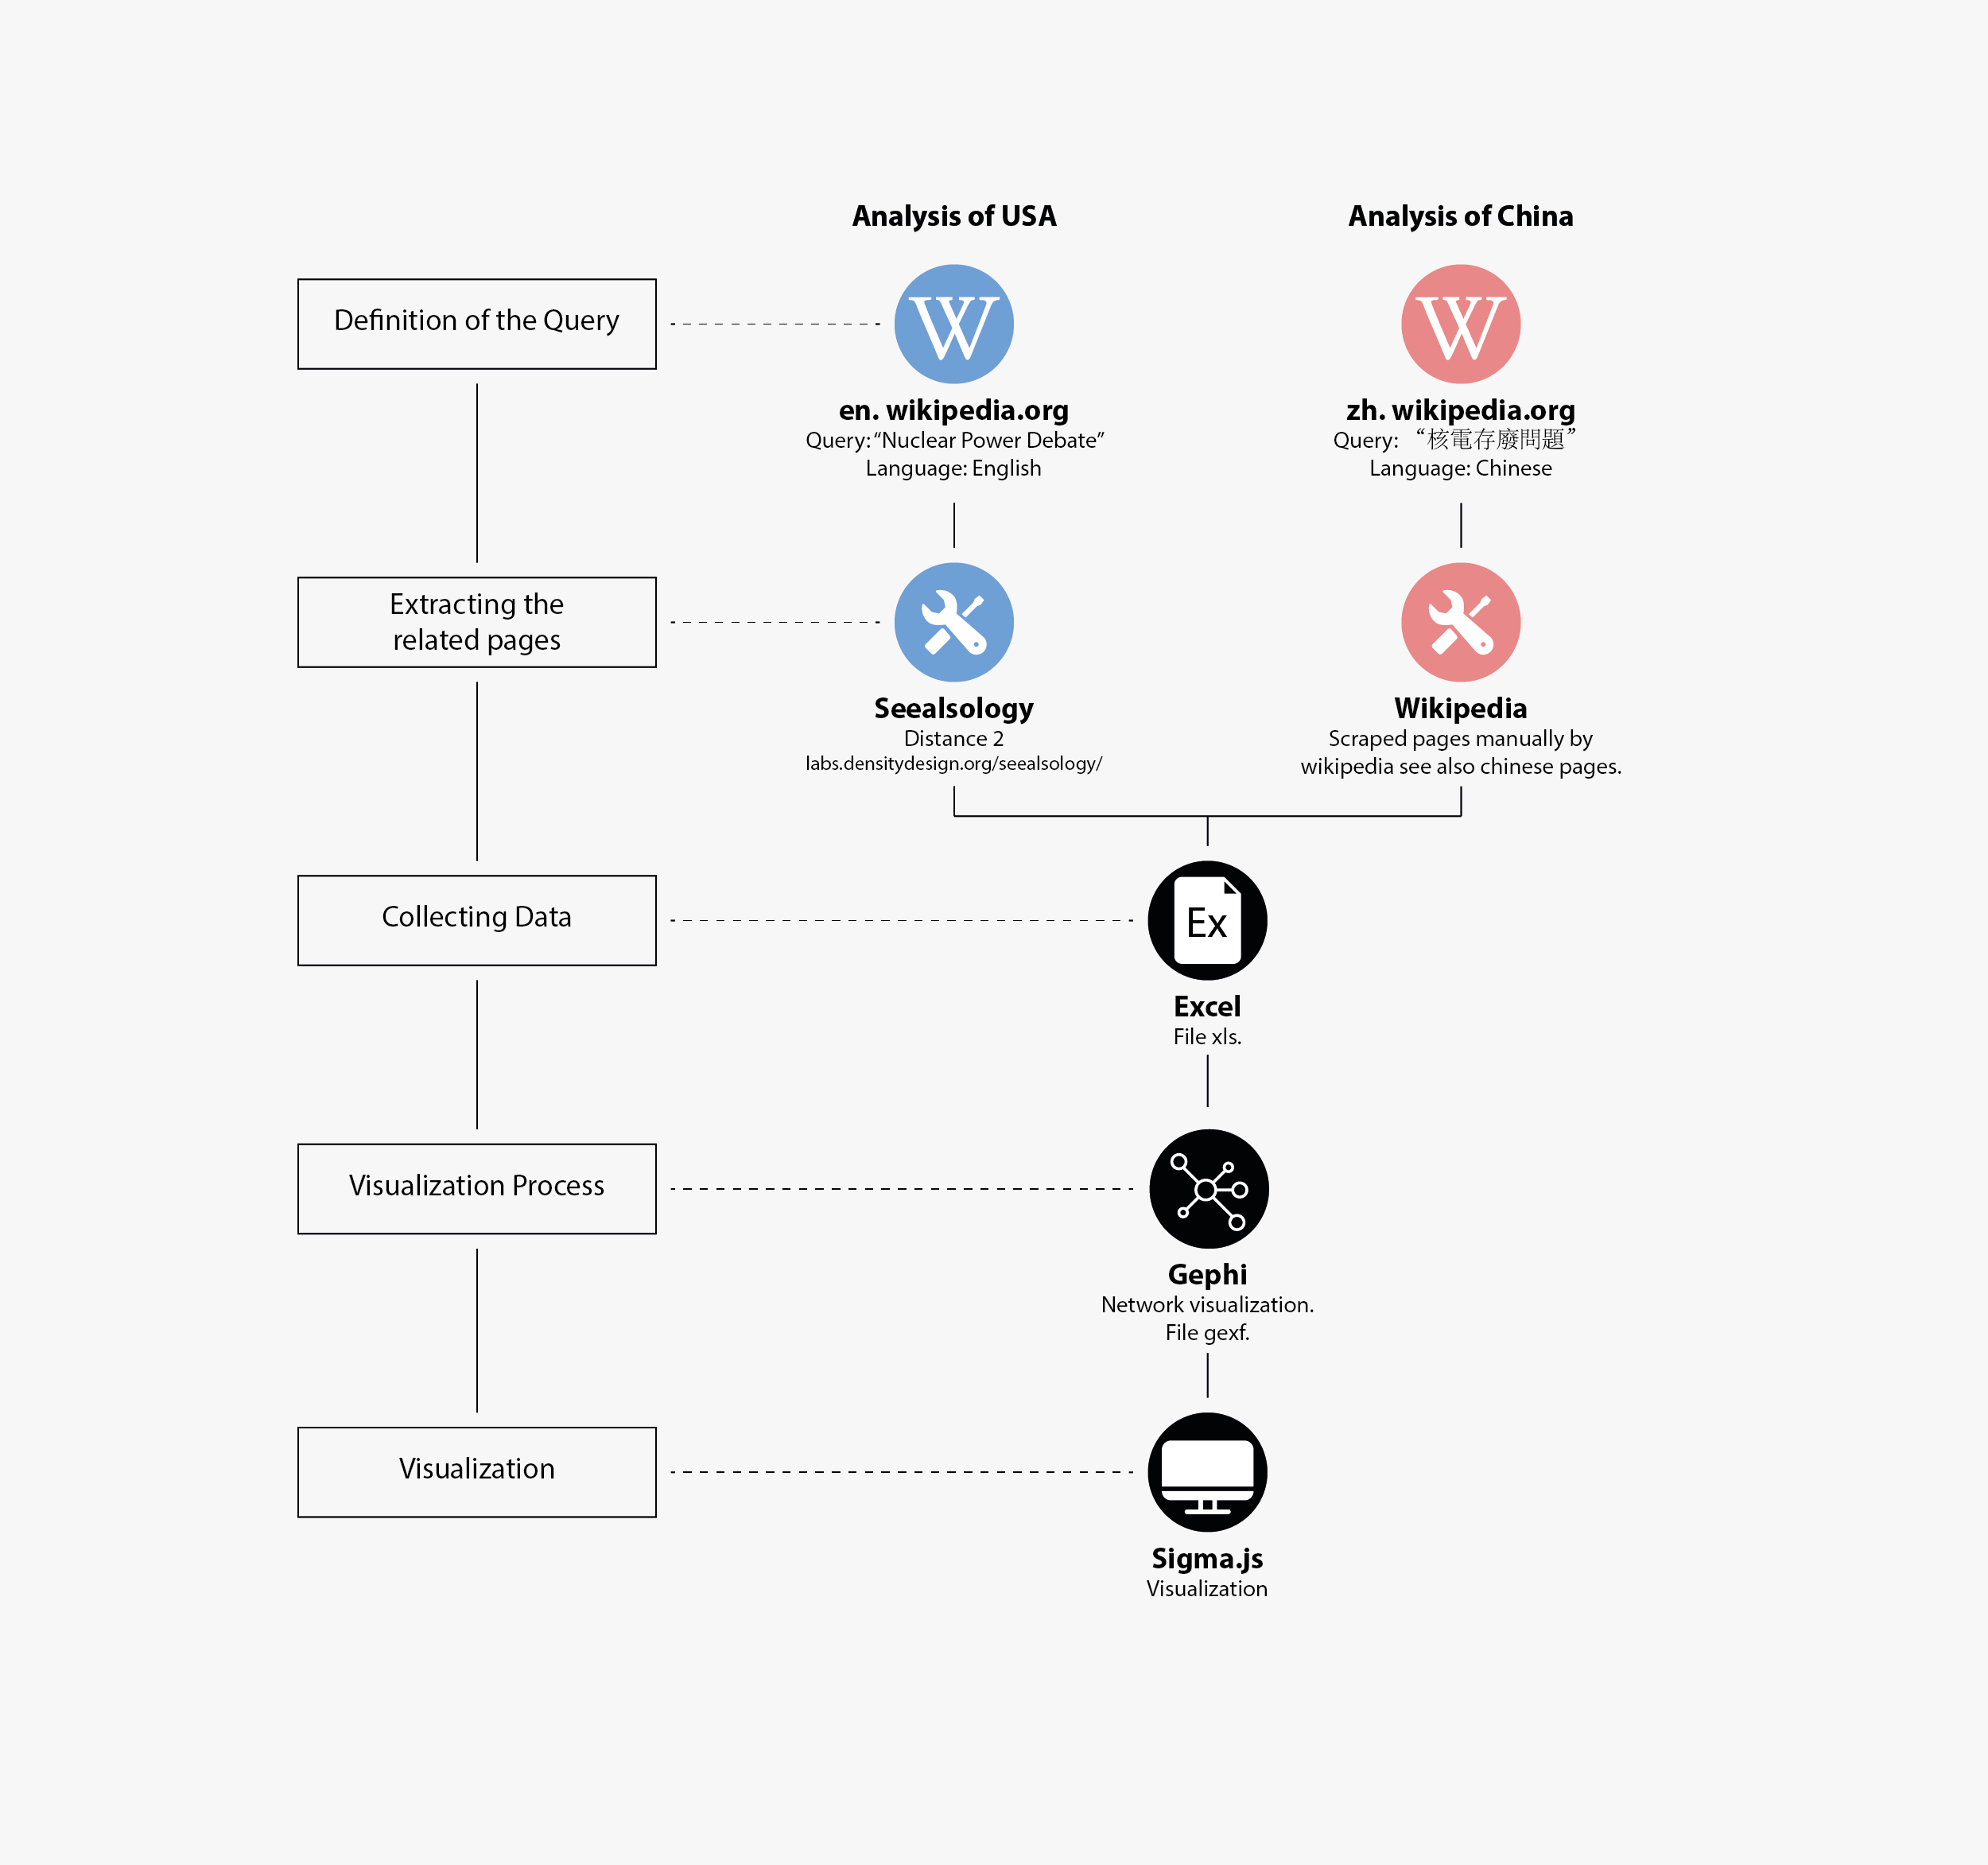 Analysis of USA
Analysis of China
Definition of the Query
W
W
en. wikipedia.org
Query: “Nuclear Power Debate”
Language: English
zh. wikipedia.org
Query: “核電存廢問題”
Language: Chinese
Extracting the
related pages
Seealsology
Distance 2
labs.densitydesign.org/seealsology/
Wikipedia
Scraped pages manually by
wikipedia see also chinese pages.
Collecting Data
Ex
Excel
File xls.
Visualization Process
Gephi
Network visualization.
File gexf.
Visualization
Sigma.js
Visualization